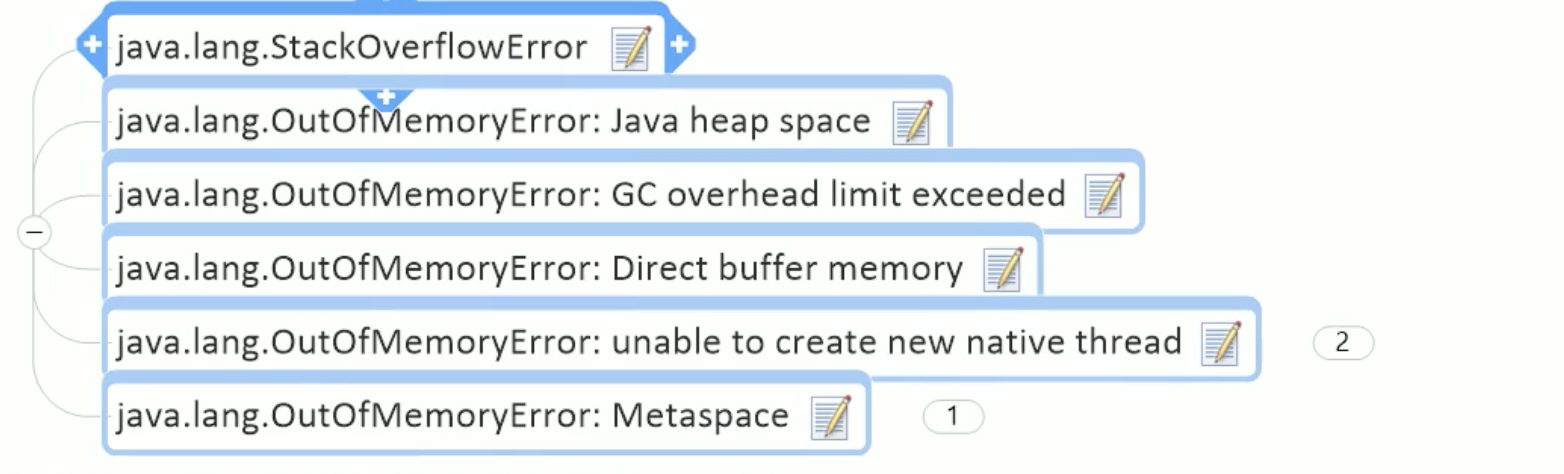 java.lang.StackOverflowError
java.lang.OutOfMemoryError: Java heap space
java.lang.OutOfMemoryError: GC overhead limit exceeded
java.lang.OutOfMemoryError: Direct buffer memory
java.lang.OutOfMemoryError: unable to create new native thread 2
java.lang.OutOfMemoryError: Metaspace 1